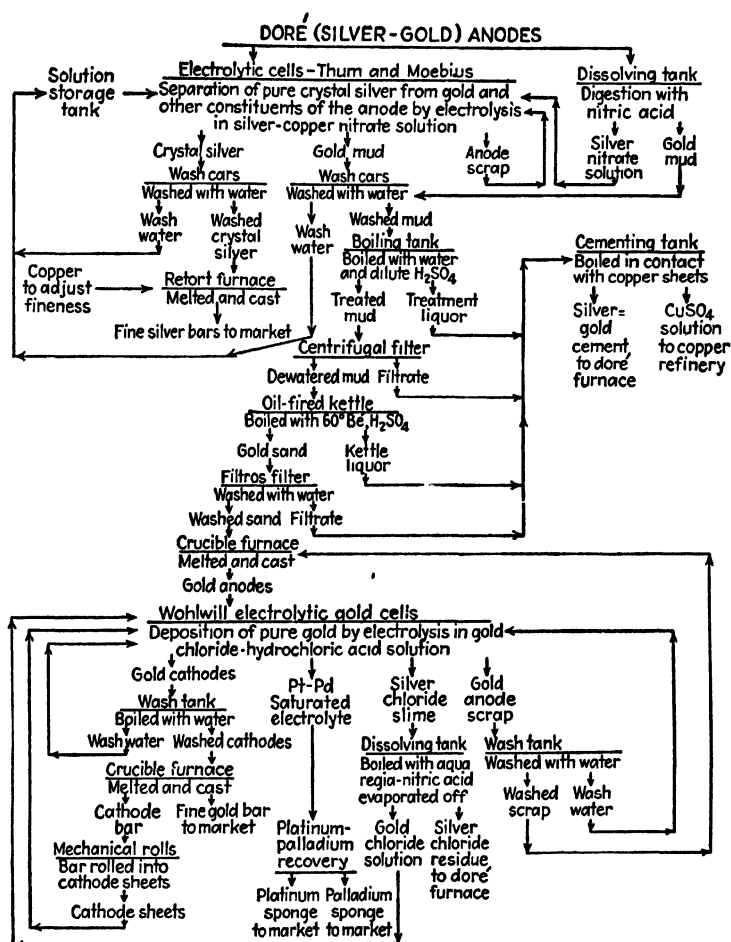 DORÉ (SILVER-GOLD) ANODES
Solution
storage
tank
Electrolytic cells-Thum and Moebius
Separation of pure crystal silver from gold and
other constituents of the anode by electrolysis
in silver-copper nitrate solution
Dissolving tank
Digestion with
nitric acid
Silver
nitrate
solution
Gold
mud
Crystal silver
Wash cars
Washed with water
Wash
water
Washed
crystal
silver
Gold mud
Wash cars
Washed with water
Anode
scrap
Wash
water
Washed mud
Boiling tank
Boiled with water
and dilute H2SO4
Treated
mud
Treatment
liquor
Cementing tank
Boiled in contact
with copper sheets
Silver=
gold
cement
to doré
furnace
CuSO4
solution
to copper
refinery
Copper
to adjust
fineness
Retort furnace
Melted and cast
Fine silver bars to market
Centrifugal filter
Dewatered mud
Filtrate
Oil-fired kettle
Boiled with 60° Bé H2SO4
Gold sand
Kettle
liquor
Filtros filter
Washed with water
Washed sand
Filtrate
Crucible furnace
Melted and cast
Gold anodes
Wohlwill electrolytic gold cells
Deposition of pure gold by electrolysis in gold
chloride-hydrochloric acid solution
Gold cathodes
Wash tank
Boiled with water
Wash water
Washed cathodes
Crucible furnace
Melted and cast
Cathode
bar
Fine gold bar
to market
Mechanical rolls
Bar rolled into
cathode sheets
Cathode sheets
Pt-Pd
Saturated
electrolyte
Platinum-
palladium
recovery
Platinum
sponge
to market
Palladium
sponge
to market
Silver
chloride
slime
Dissolving tank
Boiled with aqua
regia-nitric acid
evaporated off
Gold
chloride
solution
Silver
chloride
residue
to doré
furnace
Gold
anode
scrap
Wash tank
Washed with water
Washed
scrap
Wash
water